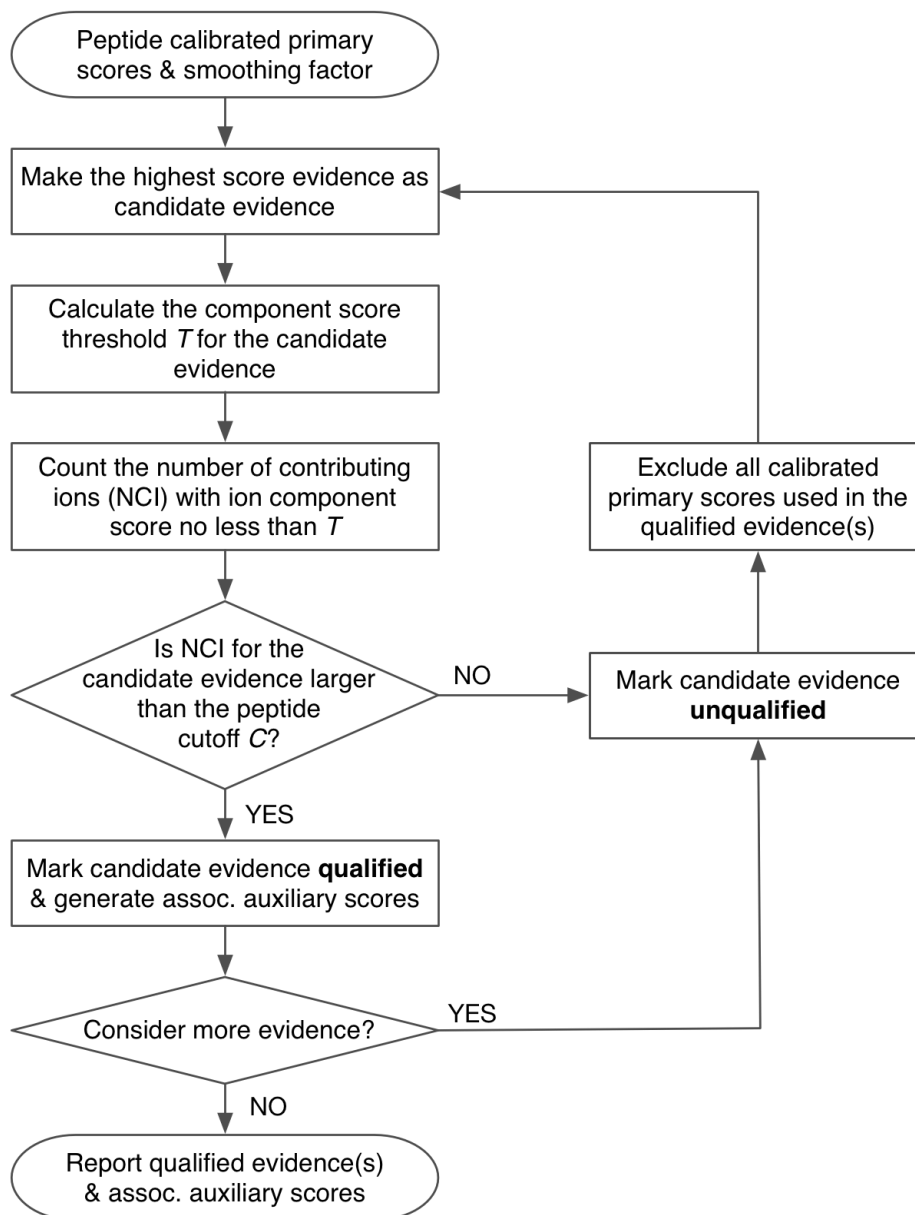 Peptide calibrated primary
scores & smoothing factor
Make the highest score evidence as
candidate evidence
Calculate the component score
threshold T for the candidate
evidence
Count the number of contributing
ions (NCI) with ion component
score no less than T
Exclude all calibrated
primary scores used in the
qualified evidence(s)
Is NCI for the
candidate evidence larger
than the peptide
cutoff C?
NO
Mark candidate evidence
unqualified
YES
Mark candidate evidence qualified
& generate assoc. auxiliary scores
Consider more evidence?
YES
NO
Report qualified evidence(s)
& assoc. auxiliary scores